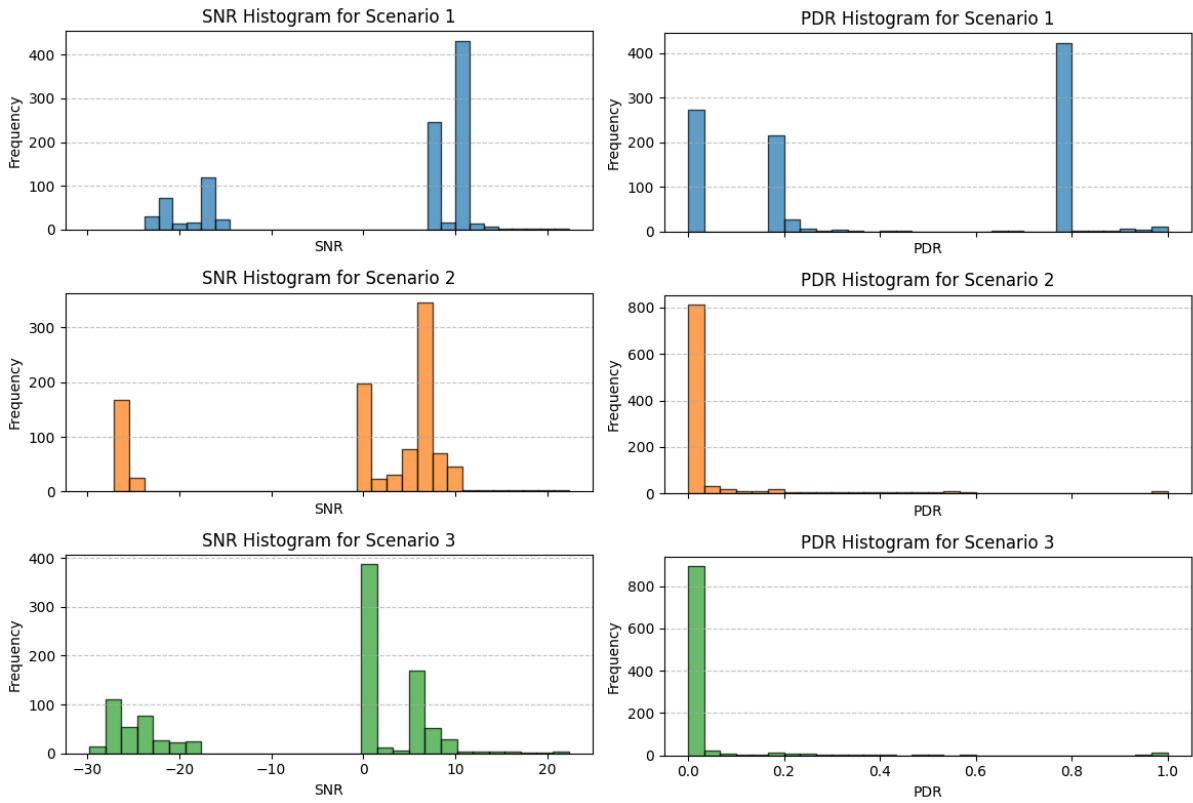 SNR Histogram for Scenario 1
Frequency
400
300
200
100
0
SNR
PDR Histogram for Scenario 1
Frequency
400
300
200
100
0
PDR
SNR Histogram for Scenario 2
Frequency
300
200
100
0
SNR
PDR Histogram for Scenario 2
Frequency
800
600
400
200
0
PDR
SNR Histogram for Scenario 3
Frequency
400
300
200
100
0
−30 −20 −10 0 10 20
SNR
PDR Histogram for Scenario 3
Frequency
800
600
400
200
0
0.0 0.2 0.4 0.6 0.8 1.0
PDR